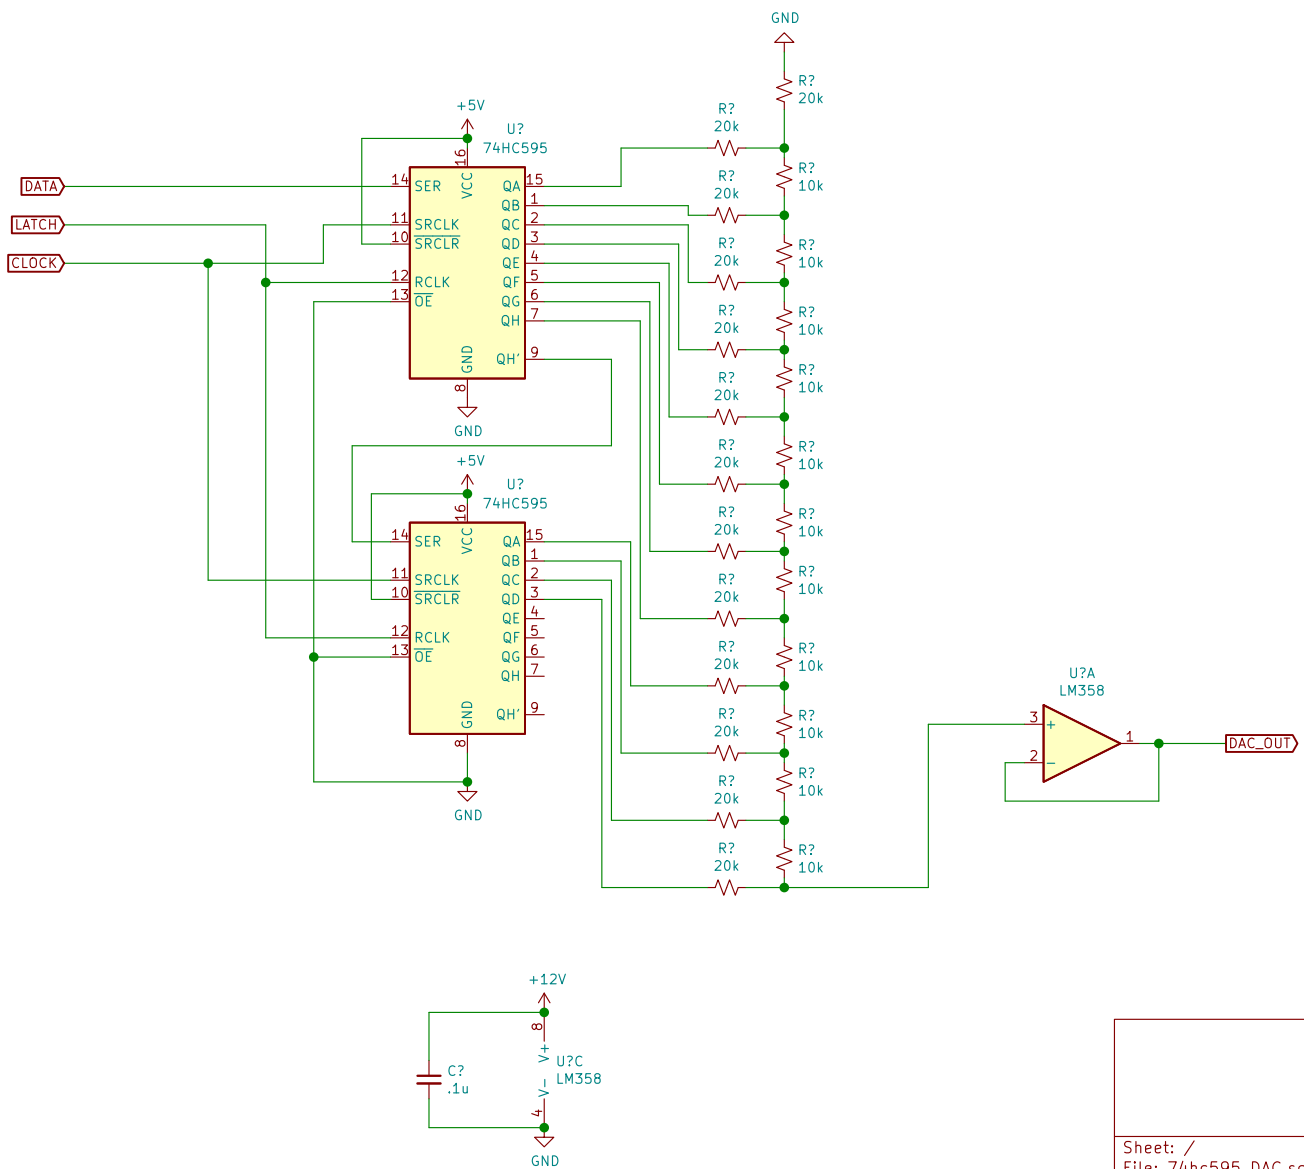 GND
R?
20k
R?
20k
R?
10k
R?
20k
R?
10k
R?
20k
R?
10k
R?
20k
R?
10k
R?
20k
R?
10k
R?
20k
R?
10k
R?
20k
R?
10k
R?
20k
R?
10k
R?
20k
R?
10k
R?
20k
R?
10k
R?
20k
R?
10k
R?
20k
DATA
LATCH
CLOCK
+5V
U?
74HC595
16
VCC
14 SER
11 SRCLK
10 SRCLR
12 RCLK
13 OE
QA 15
QB 1
QC 2
QD 3
QE 4
QF 5
QG 6
QH 7
QH' 9
GND
8
GND
+5V
U?
74HC595
16
VCC
14 SER
11 SRCLK
10 SRCLR
12 RCLK
13 OE
QA 15
QB 1
QC 2
QD 3
QE 4
QF 5
QG 6
QH 7
QH' 9
GND
8
GND
U?A
LM358
3 +
2 −
1
DAC_OUT
+12V
8
V+
U?C
LM358
V-
4
GND
C?
.1u
Sheet: /
File: 74hc595_DAC.sc